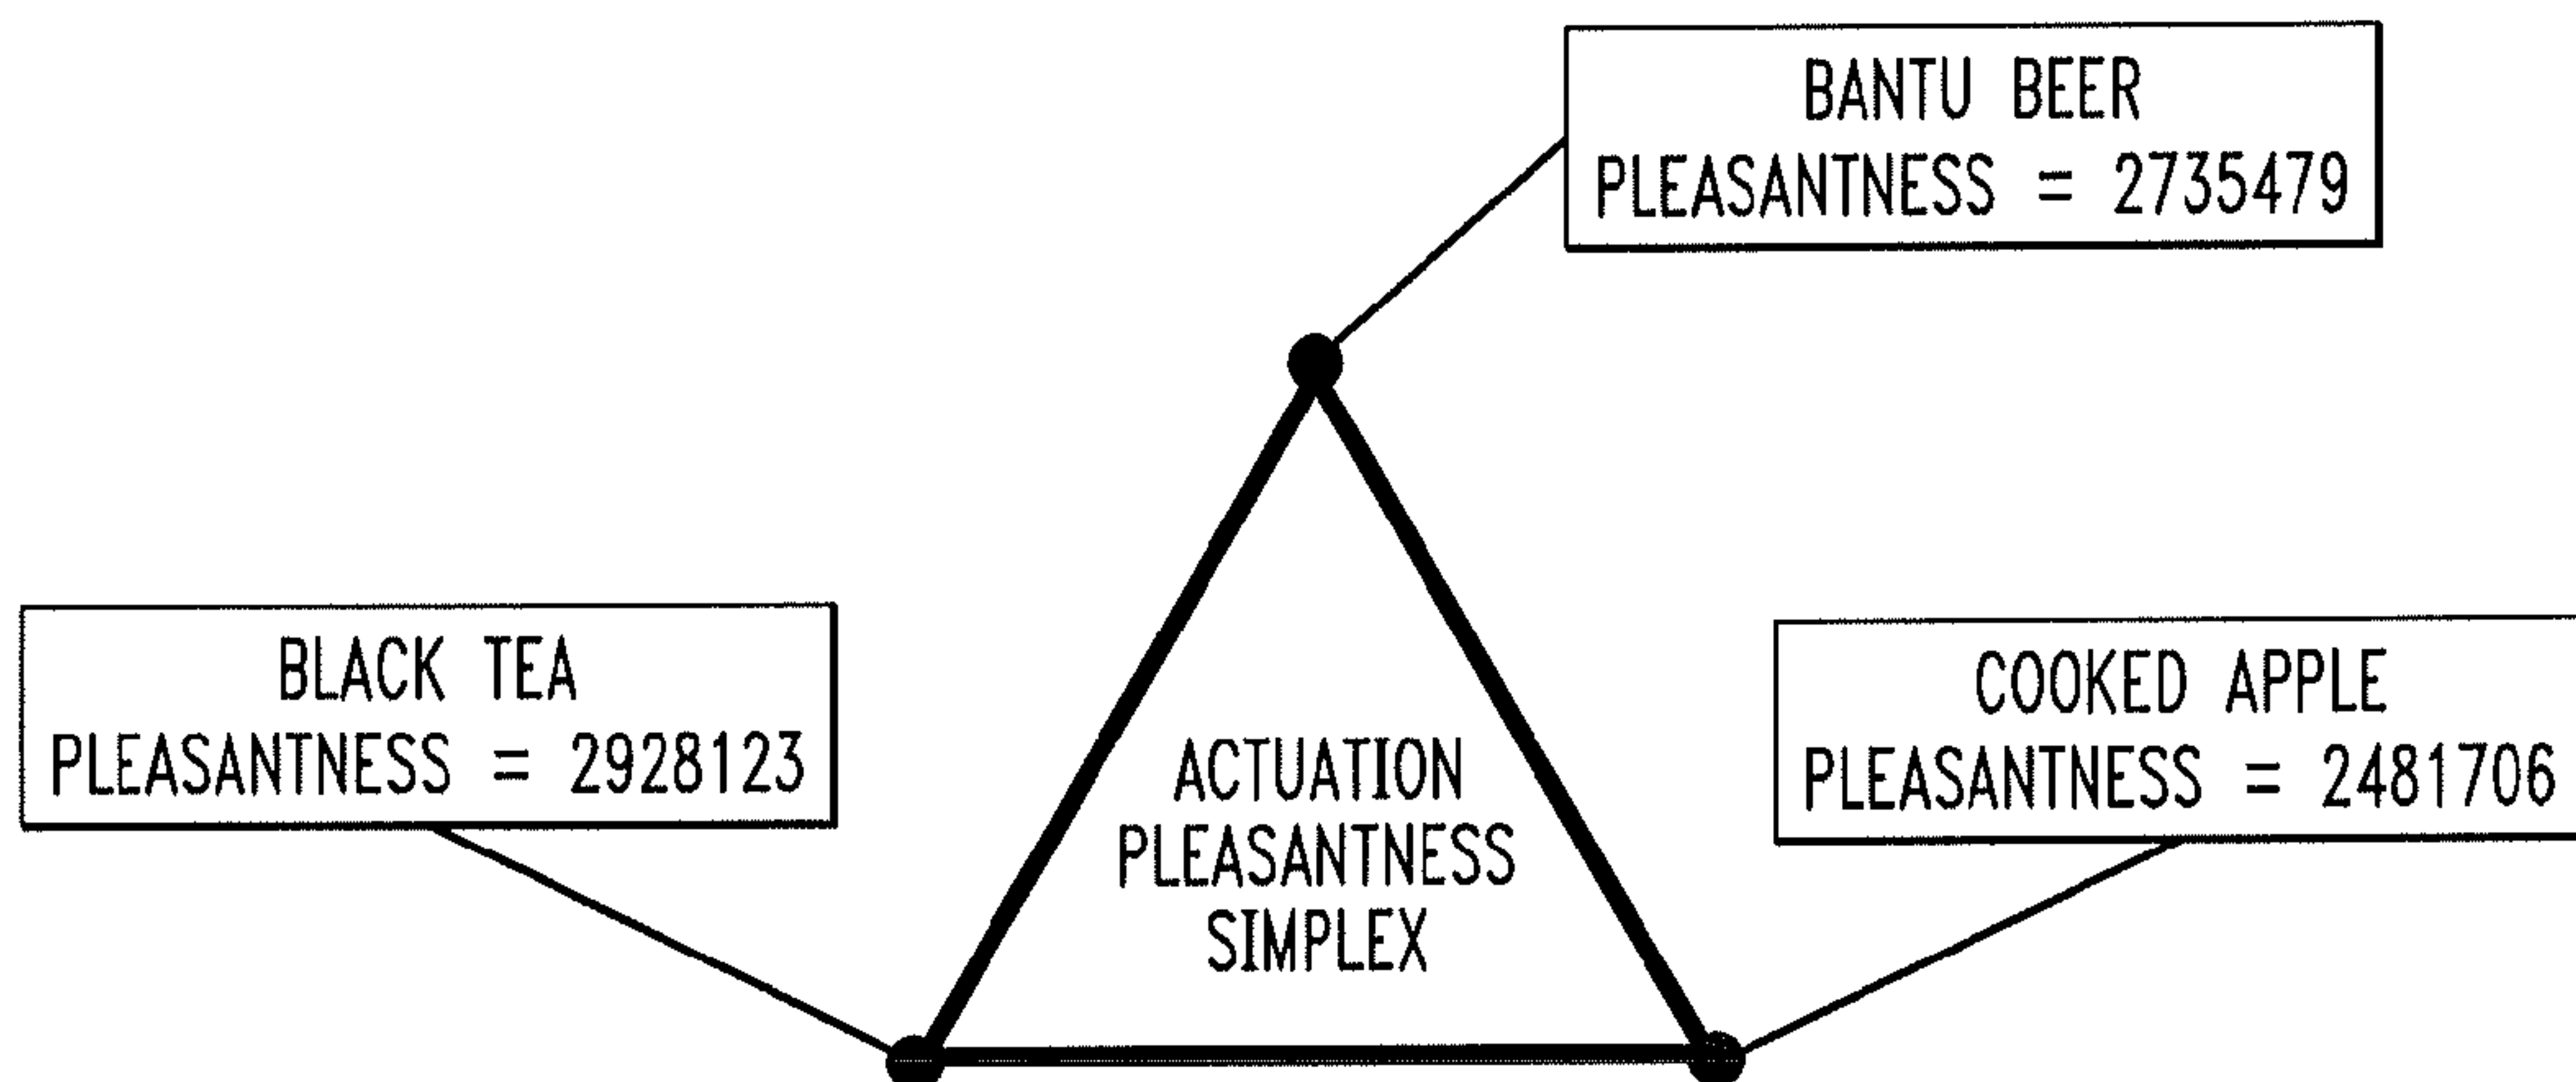 BANTU BEER
PLEASANTNESS = 2735479
BLACK TEA
PLEASANTNESS = 2928123
COOKED APPLE
PLEASANTNESS = 2481706
ACTUATION
PLEASANTNESS
SIMPLEX